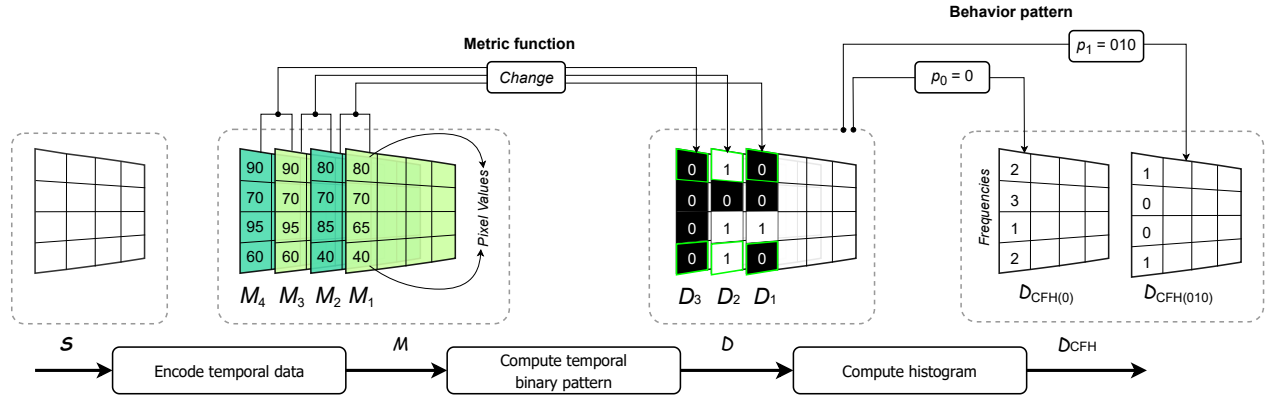 Behavior pattern
Metric function
Change
p1 = 010
p0 = 0
90 90 80 80
70 70 70 70
95 95 85 65
60 60 40 40
Pixel Values
M4 M3 M2 M1
0 1 0
0 0 0
0 1 1
0 1 0
D3 D2 D1
Frequencies
2
3
1
2
DCFH(0)
1
0
0
1
DCFH(010)
S
Encode temporal data
M
Compute temporal
binary pattern
D
Compute histogram
DCFH